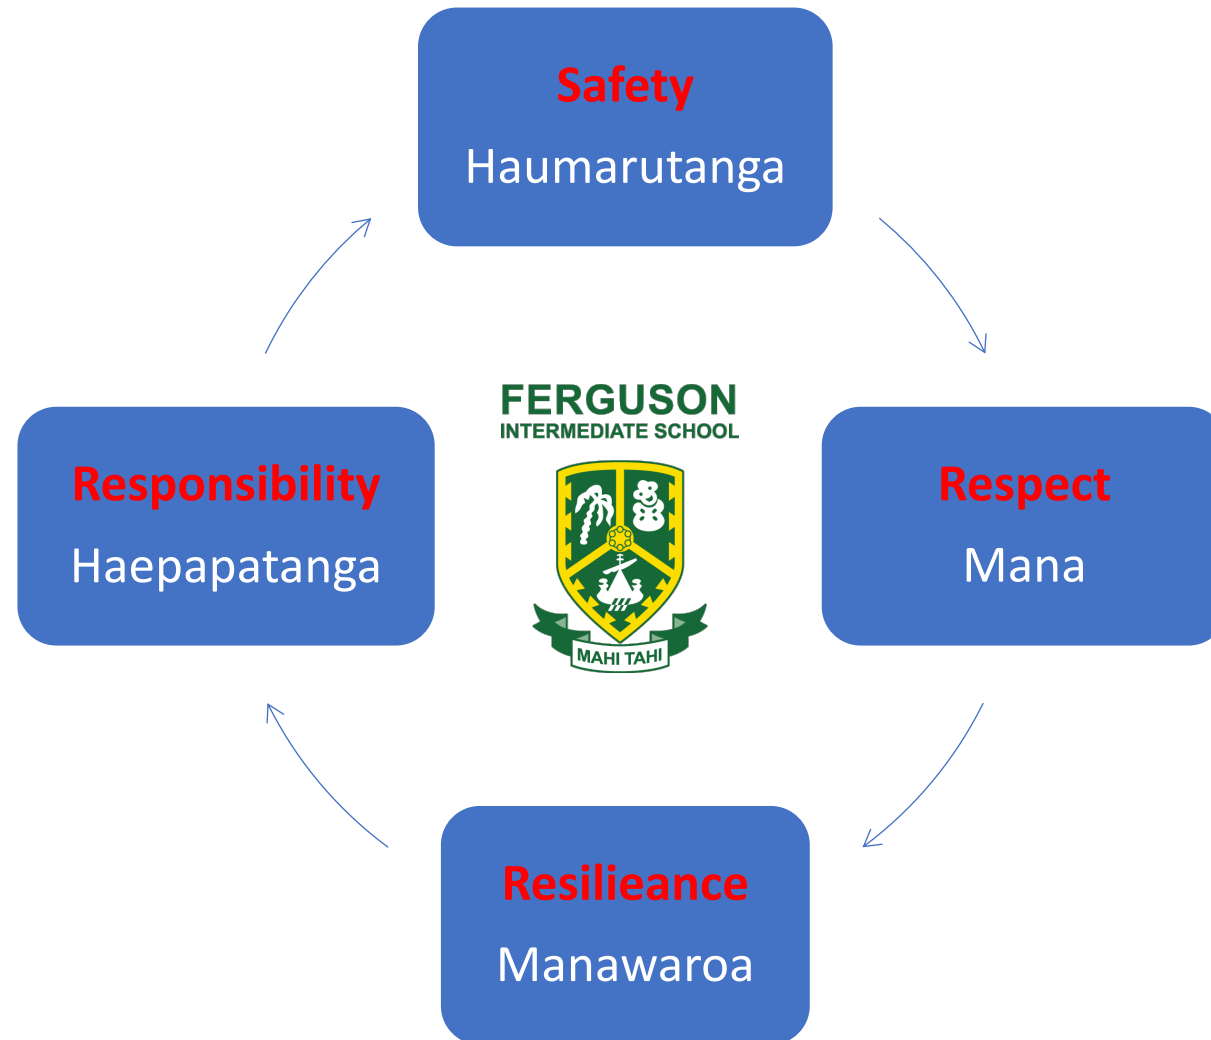 Safety
Haumarutanga
FERGUSON
INTERMEDIATE SCHOOL
MAHI TAHI
Responsibility
Haepapatanga
Respect
Mana
Resilieance
Manawaroa